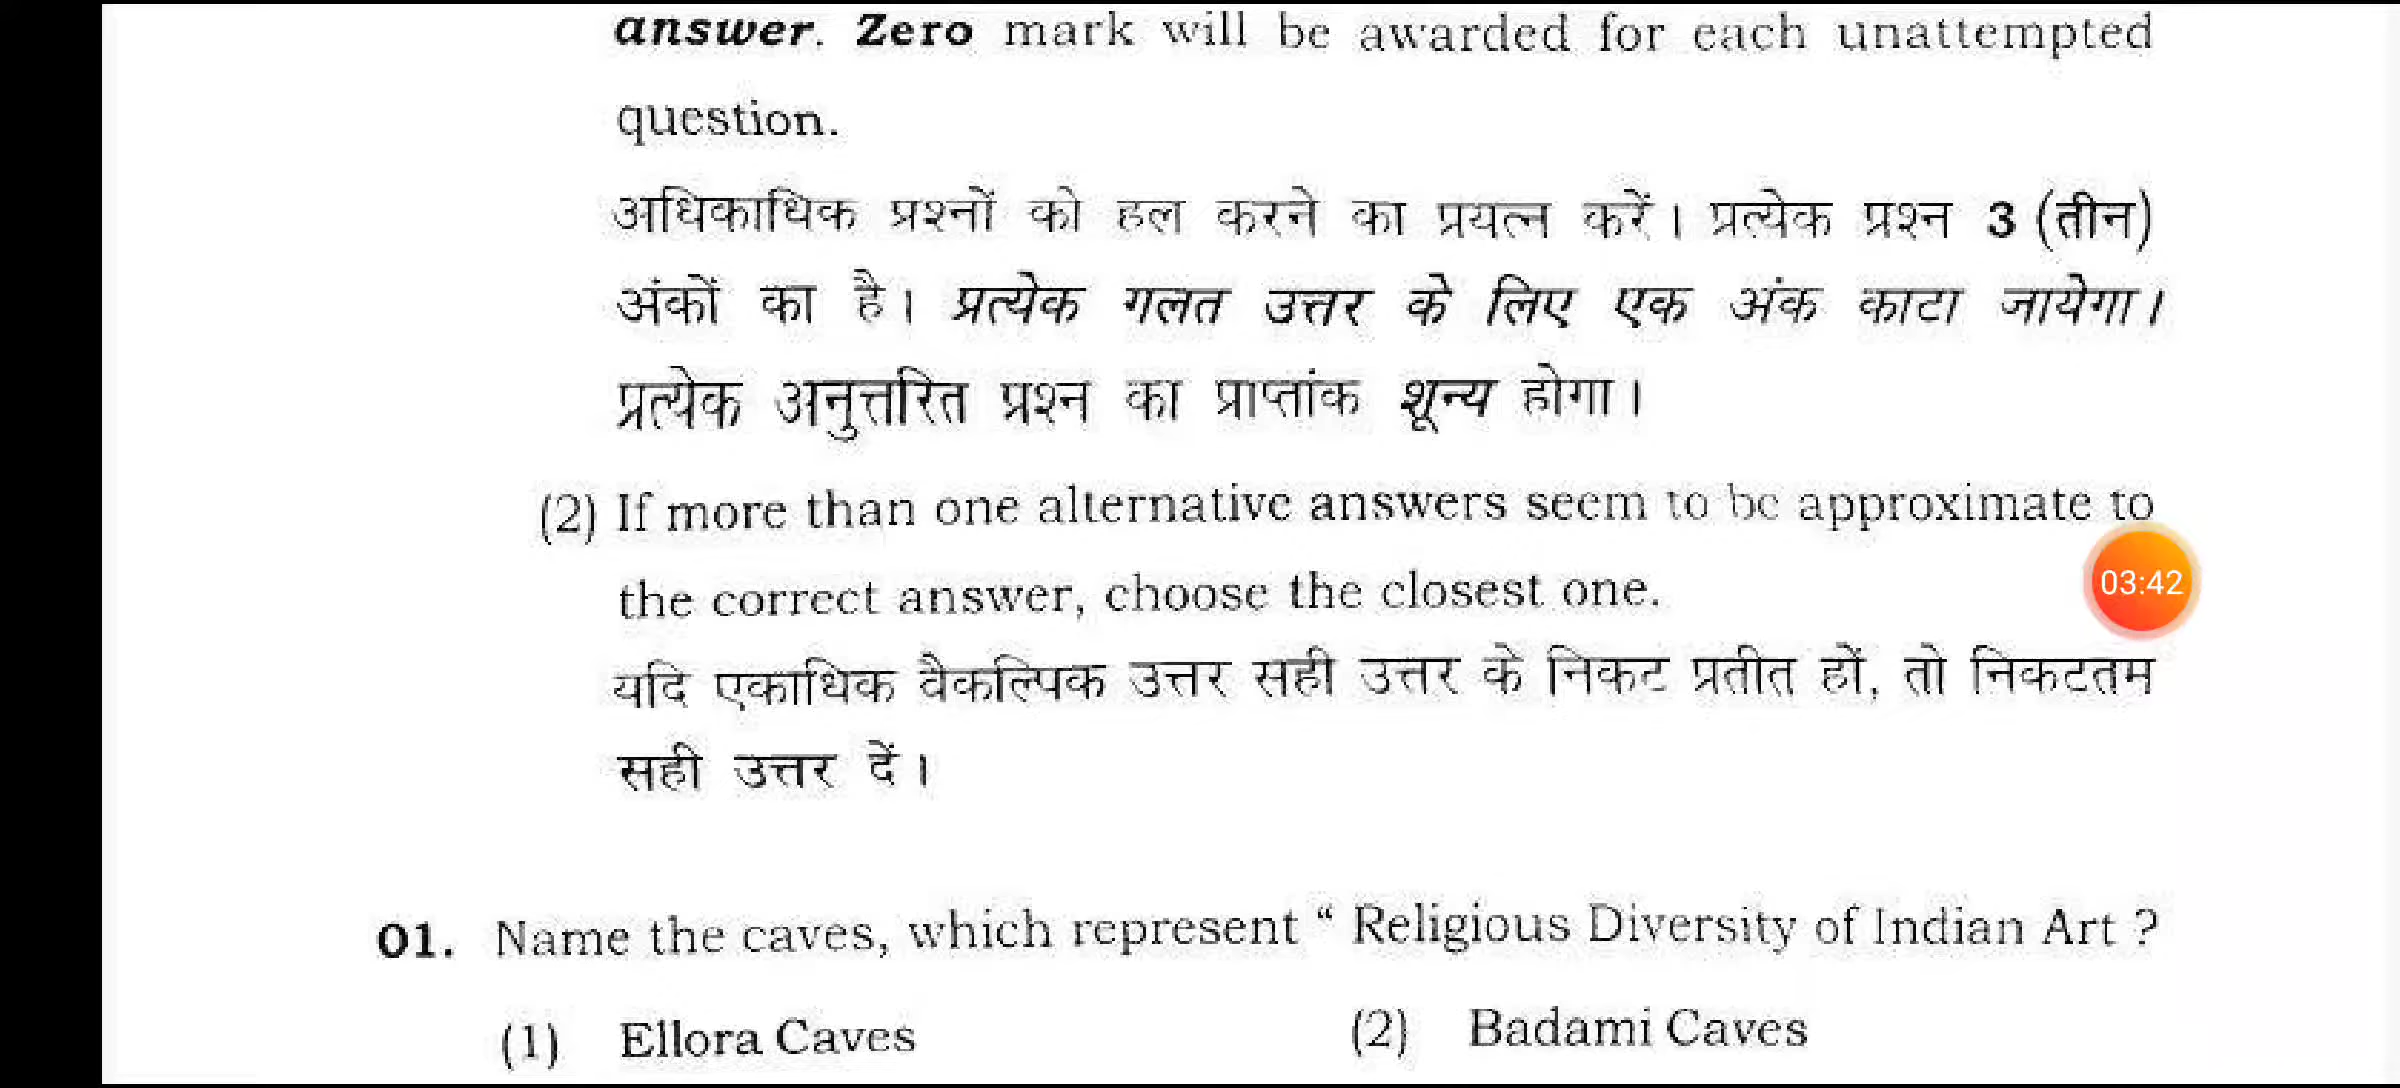 answer. Zero mark will be awarded for each unattempted
question.
अधिकाधिक प्रश्नों को हल करने का प्रयत्न करें। प्रत्येक प्रश्न 3 (तीन)
अंकों का है। प्रत्येक गलत उत्तर के लिए एक अंक काटा जायेगा।
प्रत्येक अनुत्तरित प्रश्न का प्राप्तांक शून्य होगा।
(2) If more than one alternative answers seem to be approximate to
the correct answer, choose the closest one.
03:42
यदि एकाधिक वैकल्पिक उत्तर सही उत्तर के निकट प्रतीत हों, तो निकटतम
सही उत्तर दें।
01. Name the caves, which represent “ Religious Diversity of Indian Art ?
(1) Ellora Caves (2) Badami Caves